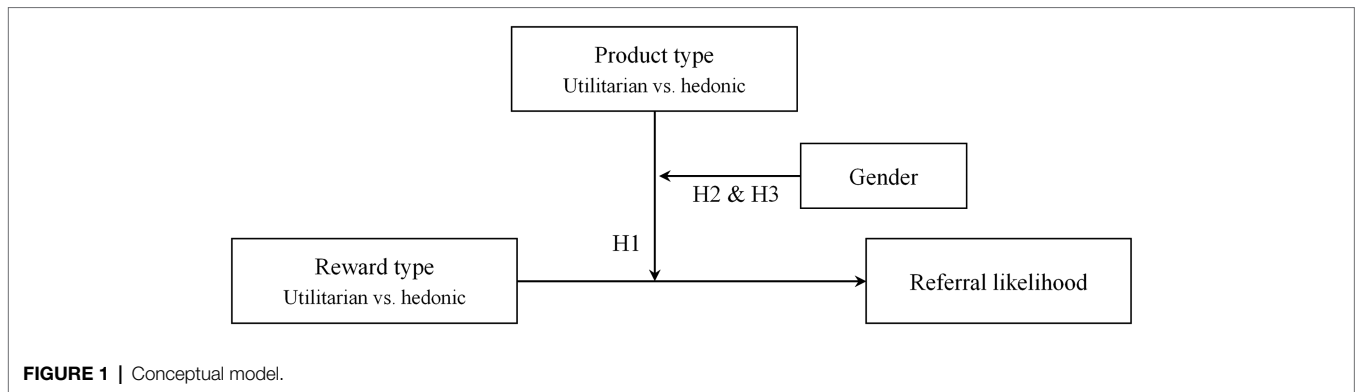 Product type
Utilitarian vs. hedonic
Gender
H2 & H3
H1
Reward type
Utilitarian vs. hedonic
Referral likelihood
FIGURE 1 | Conceptual model.